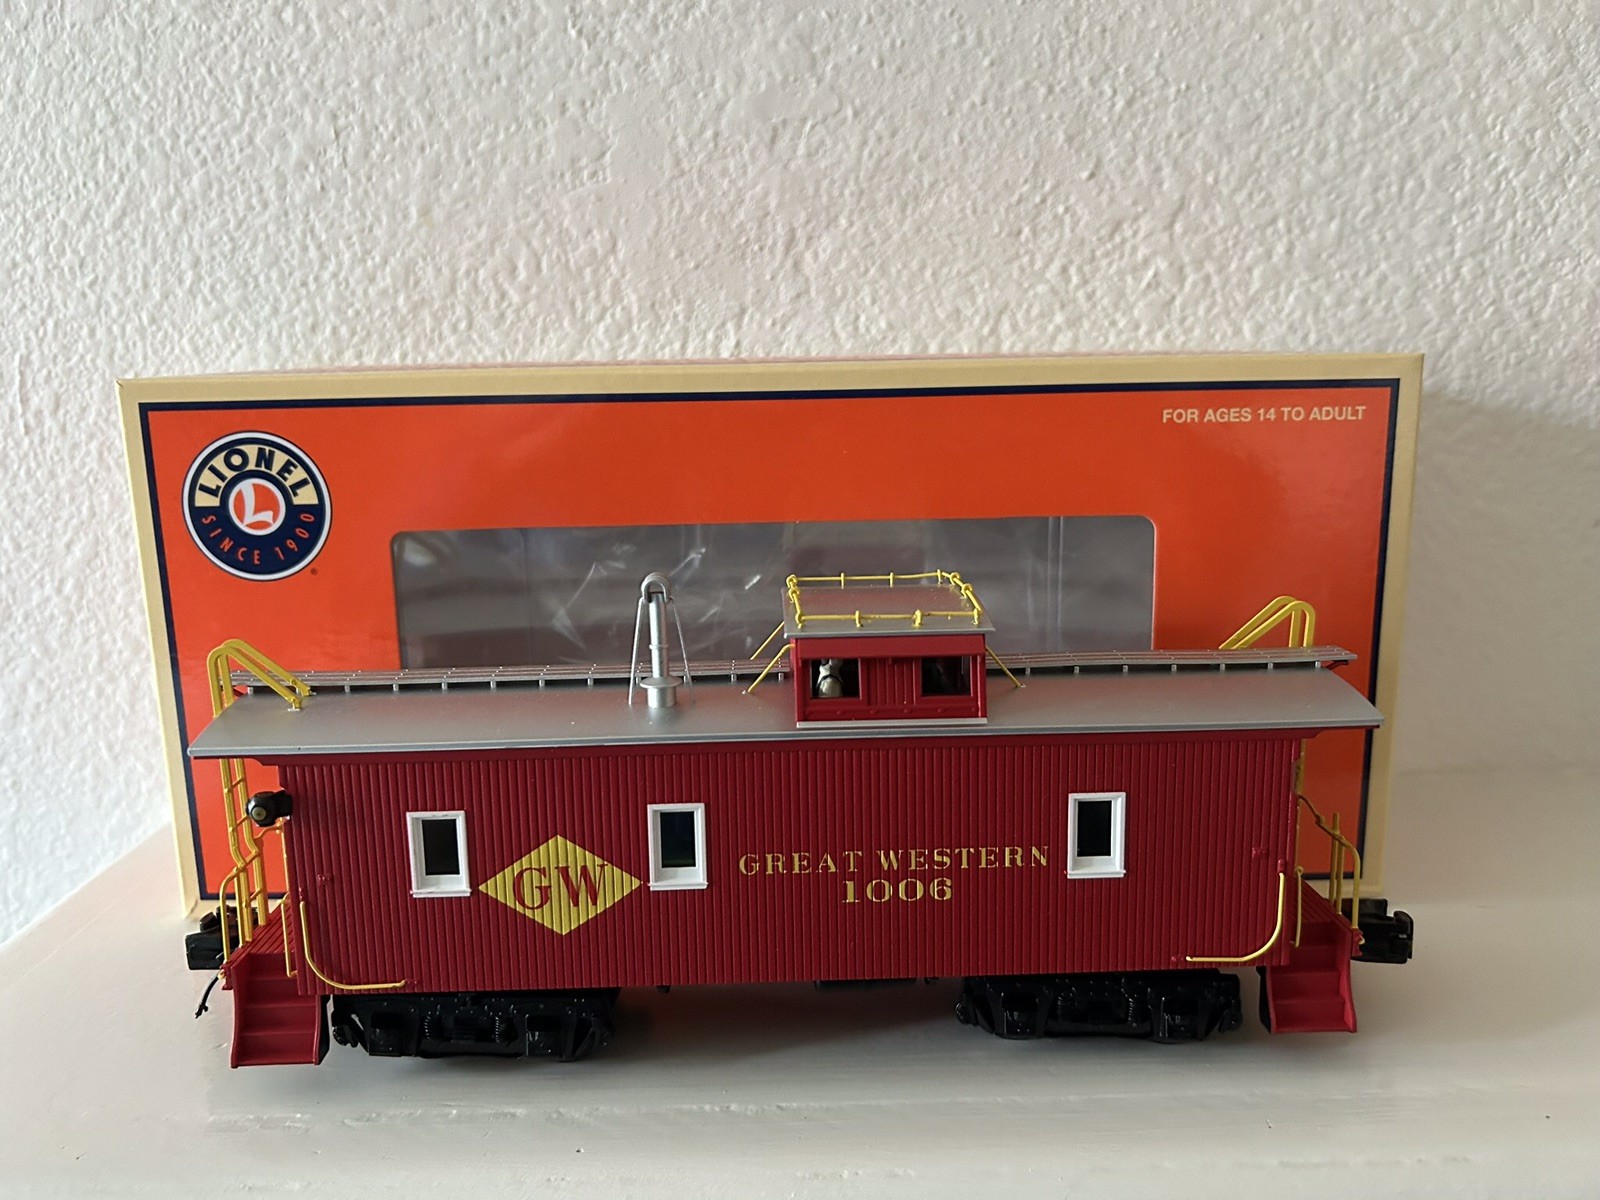 FOR AGES 14 TO ADULT
LIONEL
L
SINCE 1900
®
GW
GREAT WESTERN
1006